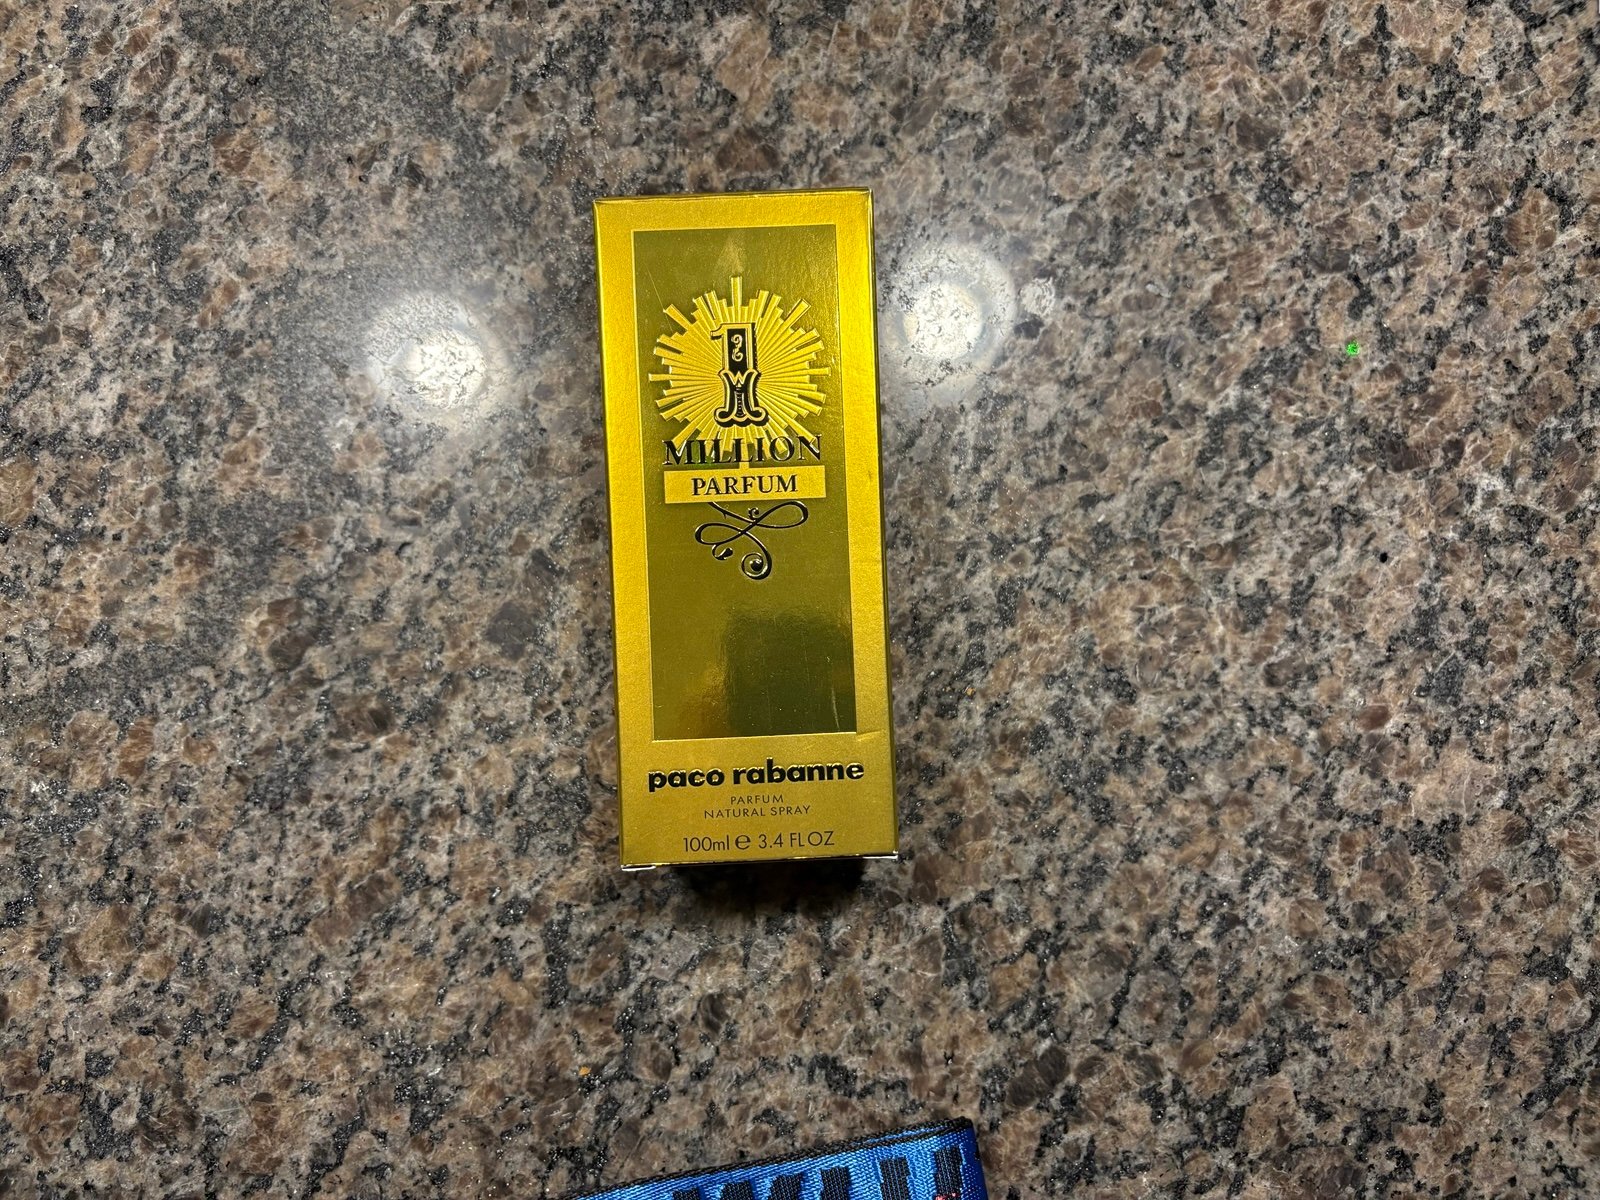 1
MILLION
PARFUM
paco rabanne
PARFUM
NATURAL SPRAY
100ml ℮ 3.4 FL OZ